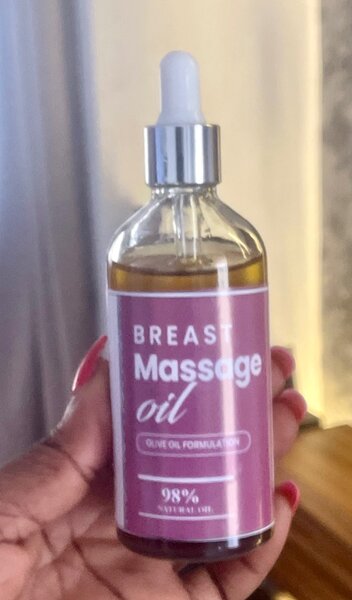 BREAST
Massage
oil
OLIVE OIL FORMULATION
98%
NATURAL OIL